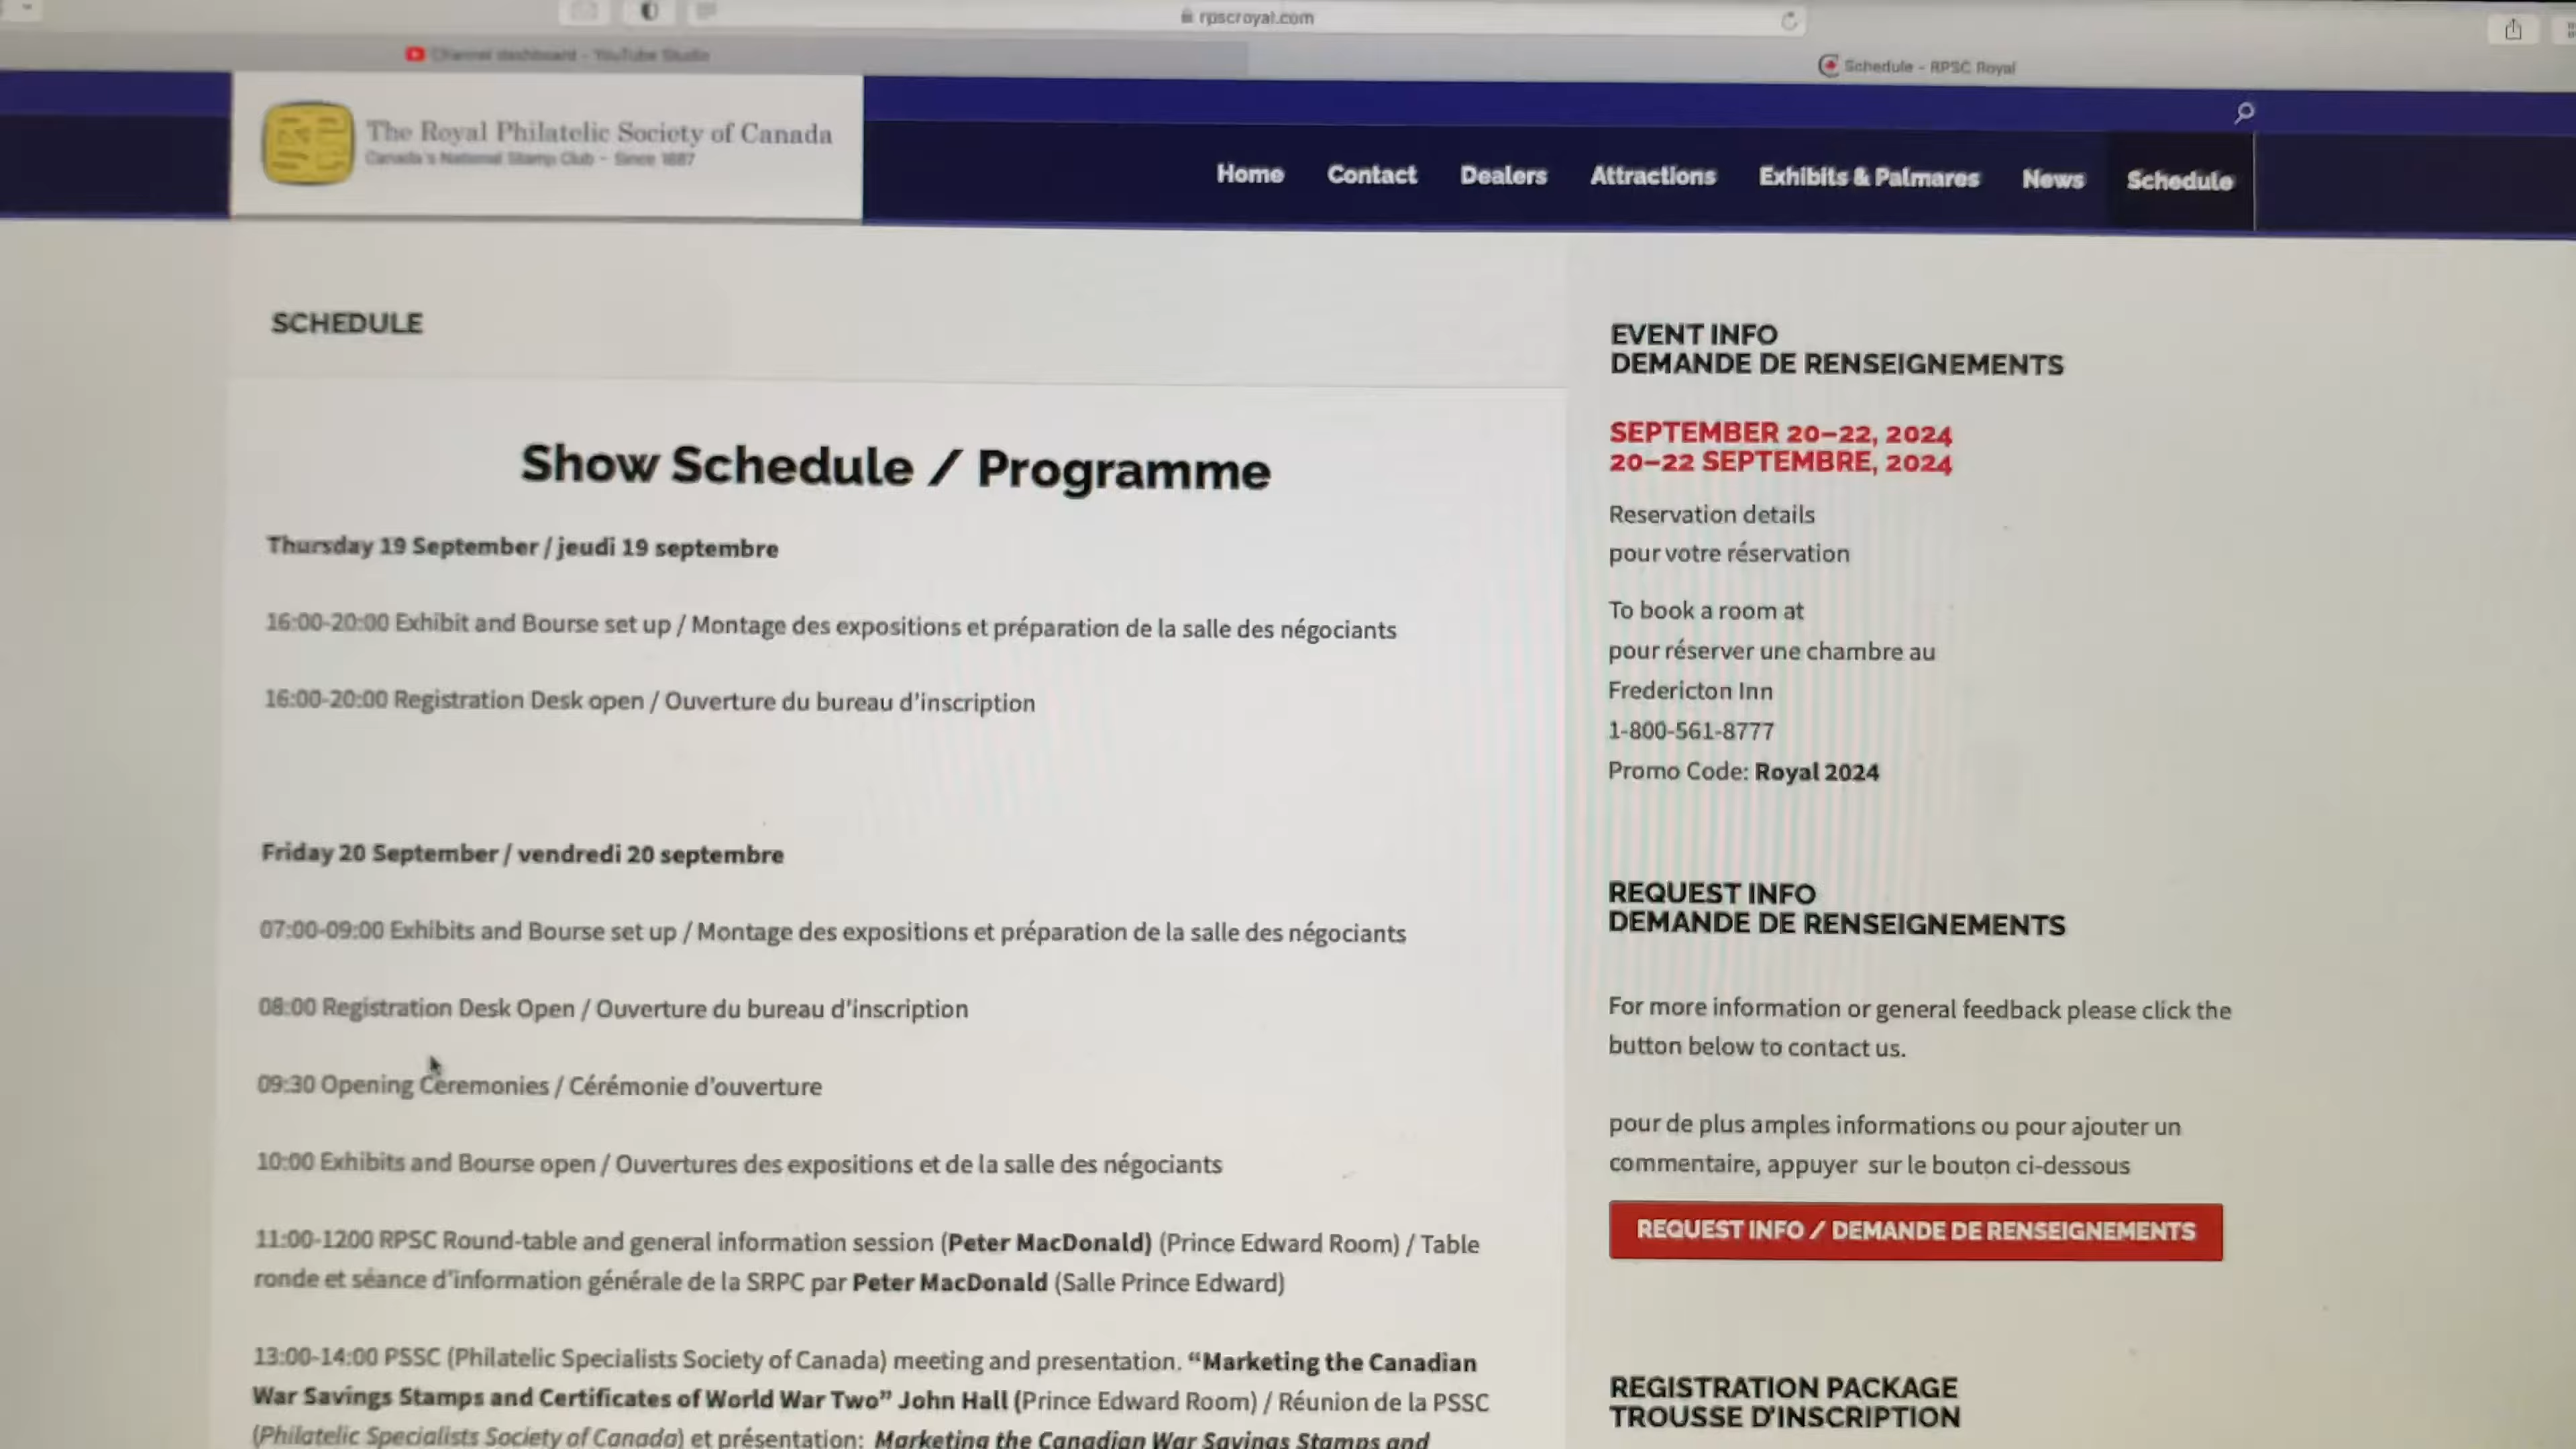 rpscroyal.com
Channel dashboard - YouTube Studio
Schedule - RPSC Royal
The Royal Philatelic Society of Canada
Canada's National Stamp Club - Since 1887
Home Contact Dealers Attractions Exhibits & Palmares News Schedule
SCHEDULE
Show Schedule / Programme
Thursday 19 September / jeudi 19 septembre
16:00-20:00 Exhibit and Bourse set up / Montage des expositions et préparation de la salle des négociants
16:00-20:00 Registration Desk open / Ouverture du bureau d'inscription
Friday 20 September / vendredi 20 septembre
07:00-09:00 Exhibits and Bourse set up / Montage des expositions et préparation de la salle des négociants
08:00 Registration Desk Open / Ouverture du bureau d'inscription
09:30 Opening Ceremonies / Cérémonie d'ouverture
10:00 Exhibits and Bourse open / Ouvertures des expositions et de la salle des négociants
11:00-1200 RPSC Round-table and general information session (Peter MacDonald) (Prince Edward Room) / Table
ronde et séance d'information générale de la SRPC par Peter MacDonald (Salle Prince Edward)
13:00-14:00 PSSC (Philatelic Specialists Society of Canada) meeting and presentation. “Marketing the Canadian
War Savings Stamps and Certificates of World War Two” John Hall (Prince Edward Room) / Réunion de la PSSC
(Philatelic Specialists Society of Canada) et présentation: Marketing the Canadian War Savings Stamps and
EVENT INFO
DEMANDE DE RENSEIGNEMENTS
SEPTEMBER 20–22, 2024
20–22 SEPTEMBRE, 2024
Reservation details
pour votre réservation
To book a room at
pour réserver une chambre au
Fredericton Inn
1-800-561-8777
Promo Code: Royal 2024
REQUEST INFO
DEMANDE DE RENSEIGNEMENTS
For more information or general feedback please click the
button below to contact us.
pour de plus amples informations ou pour ajouter un
commentaire, appuyer sur le bouton ci-dessous
REQUEST INFO / DEMANDE DE RENSEIGNEMENTS
REGISTRATION PACKAGE
TROUSSE D'INSCRIPTION